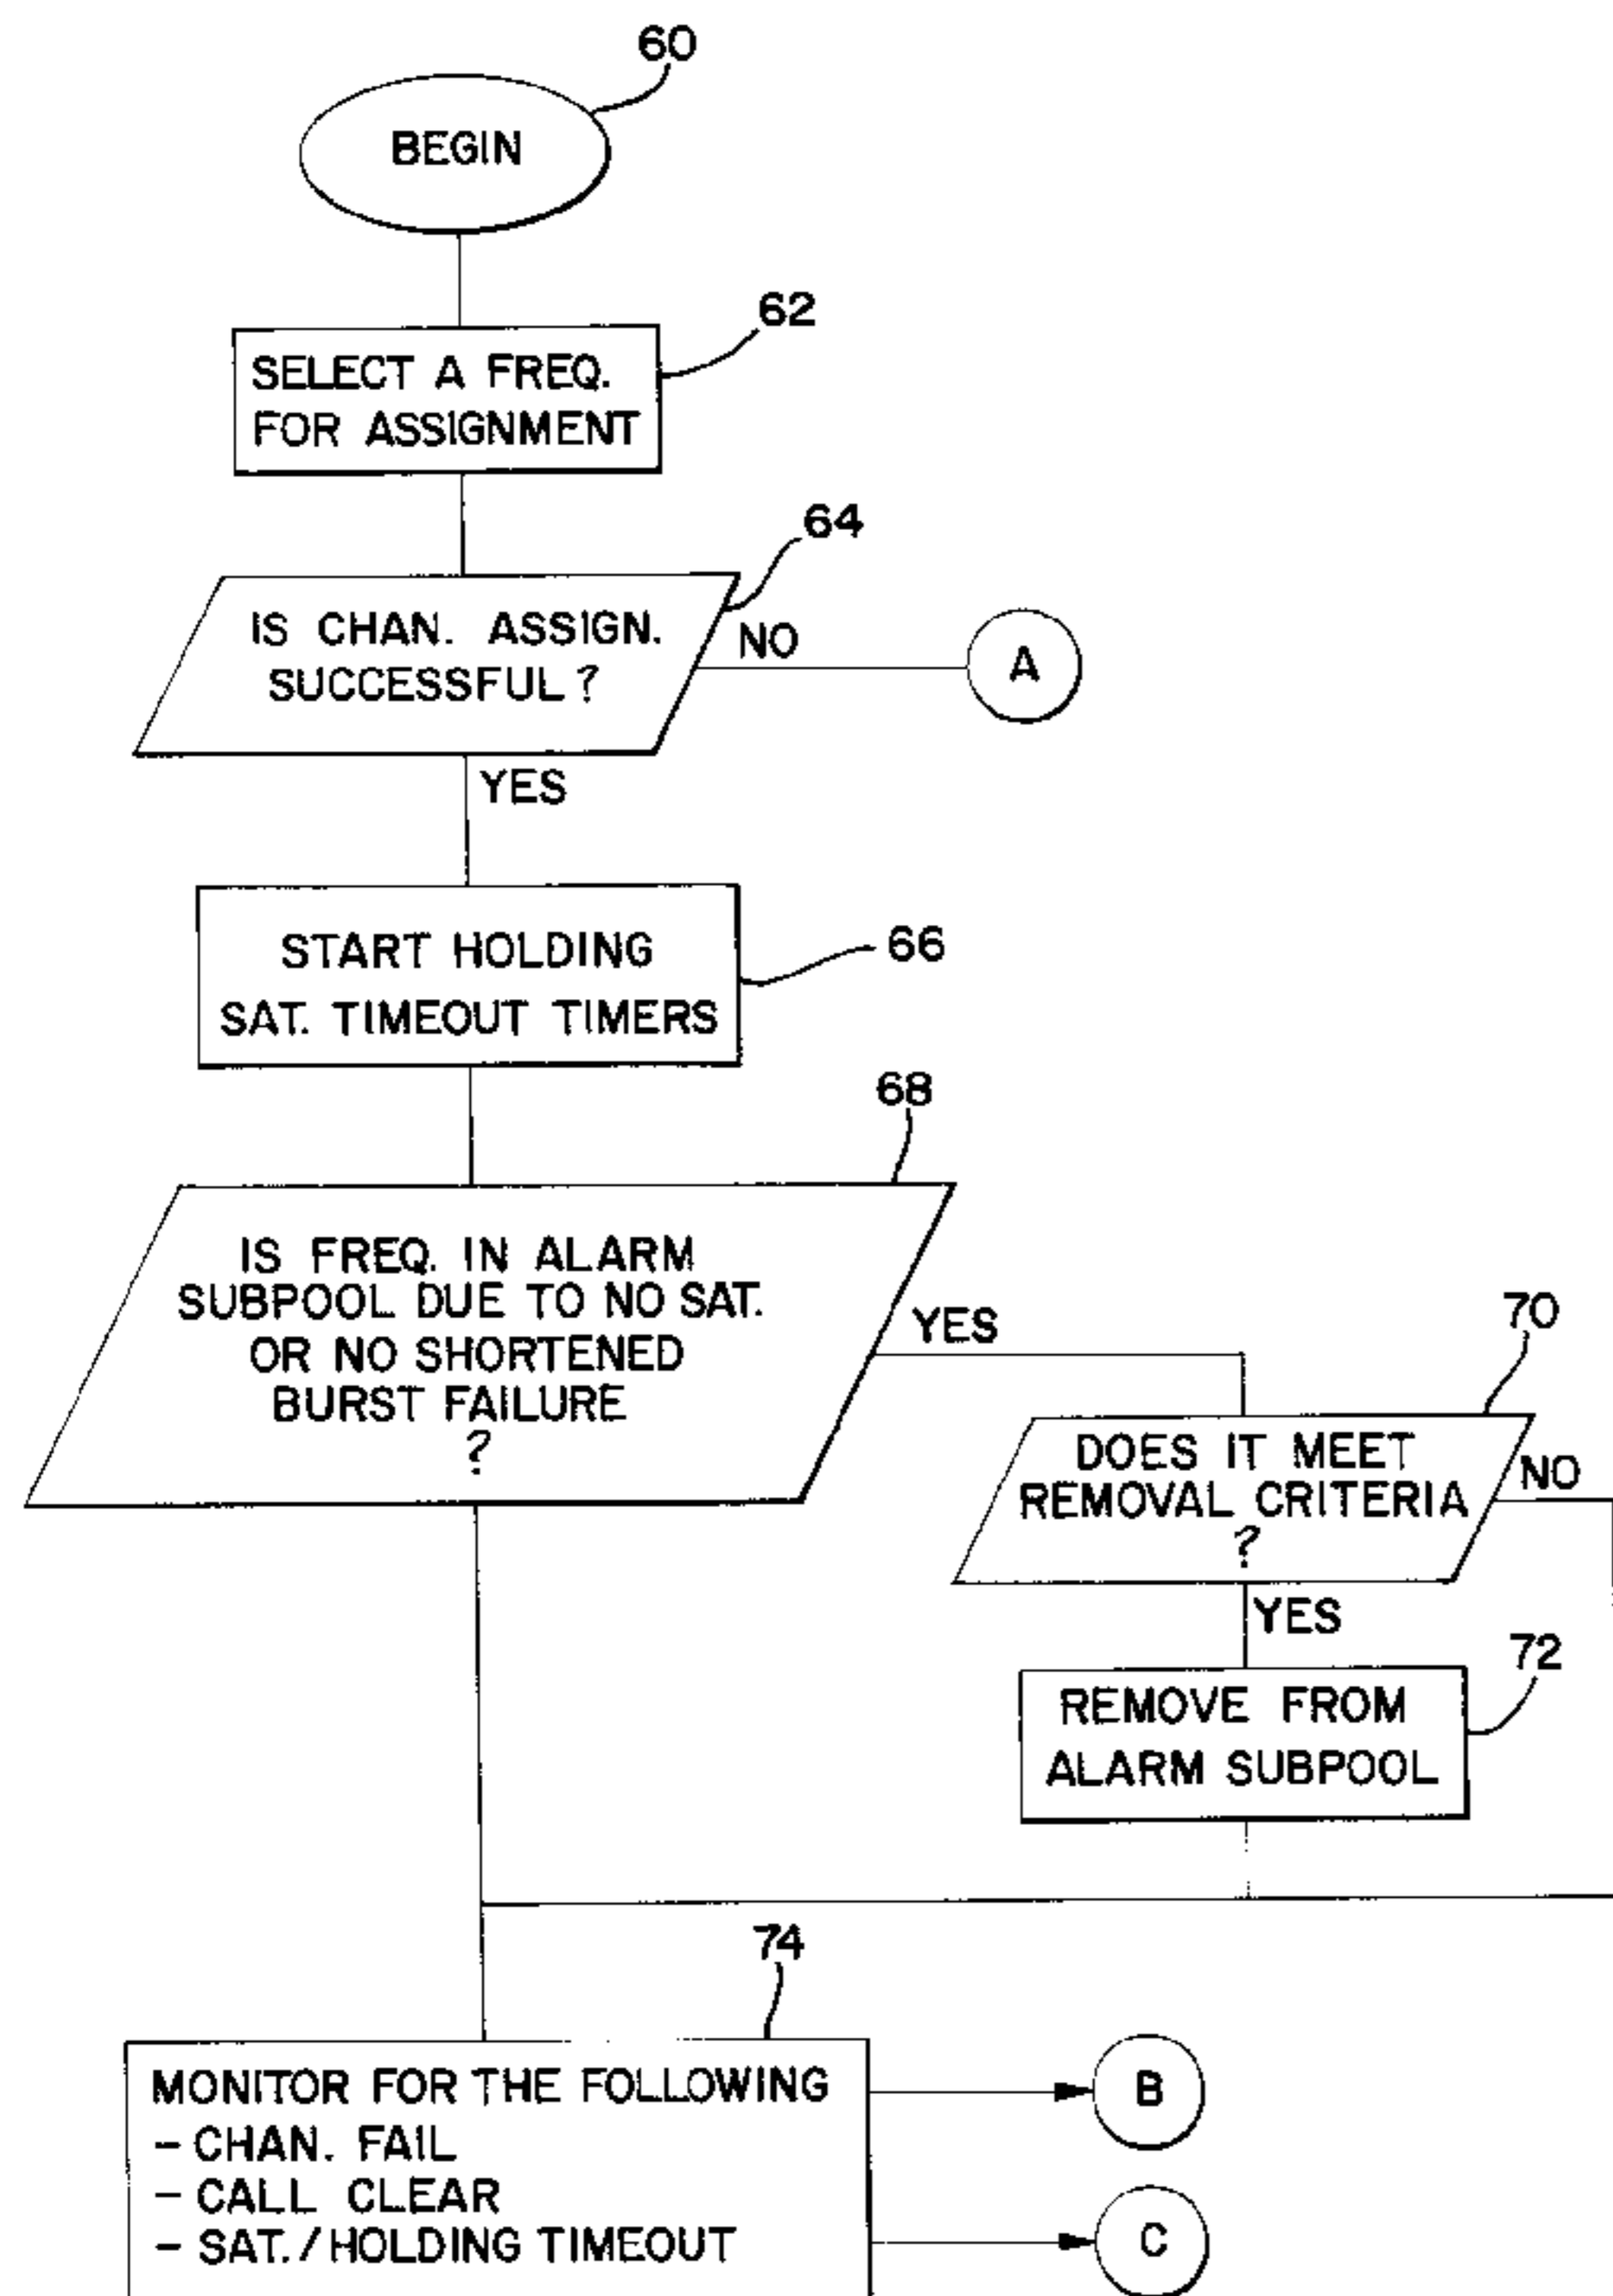 60
BEGIN
62
SELECT A FREQ.
FOR ASSIGNMENT
64
IS CHAN. ASSIGN.
SUCCESSFUL?
NO
A
YES
START HOLDING
SAT. TIMEOUT TIMERS
66
68
IS FREQ. IN ALARM
SUBPOOL DUE TO NO SAT.
OR NO SHORTENED
BURST FAILURE
?
YES
70
DOES IT MEET
REMOVAL CRITERIA
?
NO
YES
72
REMOVE FROM
ALARM SUBPOOL
74
MONITOR FOR THE FOLLOWING
- CHAN. FAIL
- CALL CLEAR
- SAT./HOLDING TIMEOUT
B
C